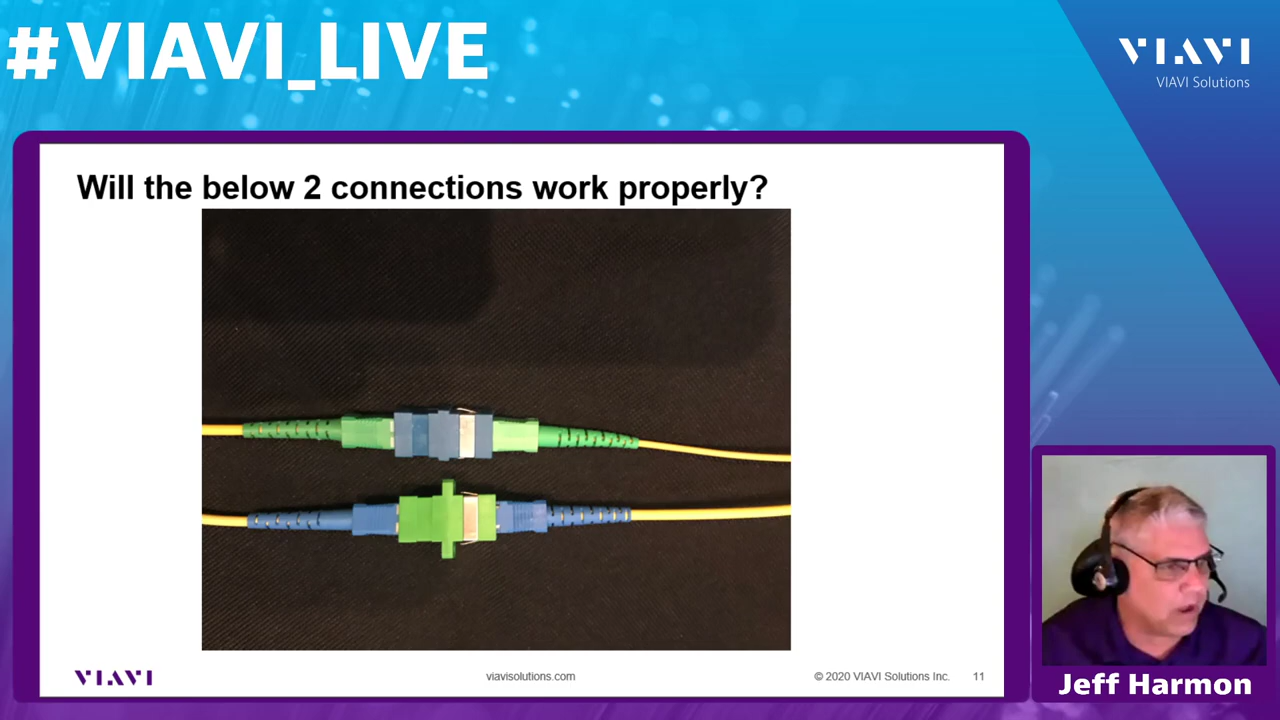 #VIAVI_LIVE
VIAVI
VIAVI Solutions
Will the below 2 connections work properly?
VIAVI
viavisolutions.com
© 2020 VIAVI Solutions Inc.
11
Jeff Harmon